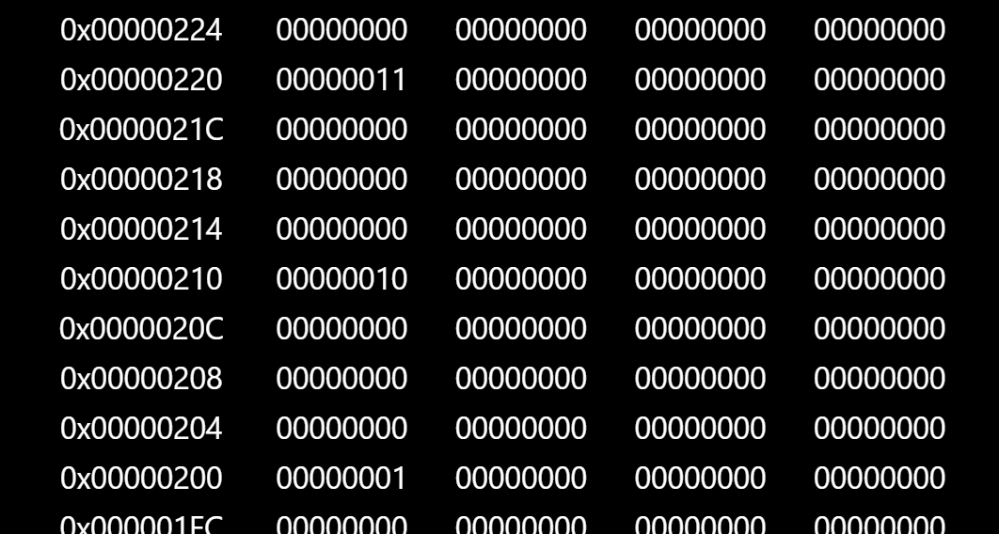 0x00000224 00000000 00000000 00000000 00000000
0x00000220 00000011 00000000 00000000 00000000
0x0000021C 00000000 00000000 00000000 00000000
0x00000218 00000000 00000000 00000000 00000000
0x00000214 00000000 00000000 00000000 00000000
0x00000210 00000010 00000000 00000000 00000000
0x0000020C 00000000 00000000 00000000 00000000
0x00000208 00000000 00000000 00000000 00000000
0x00000204 00000000 00000000 00000000 00000000
0x00000200 00000001 00000000 00000000 00000000
0x000001FC 00000000 00000000 00000000 00000000